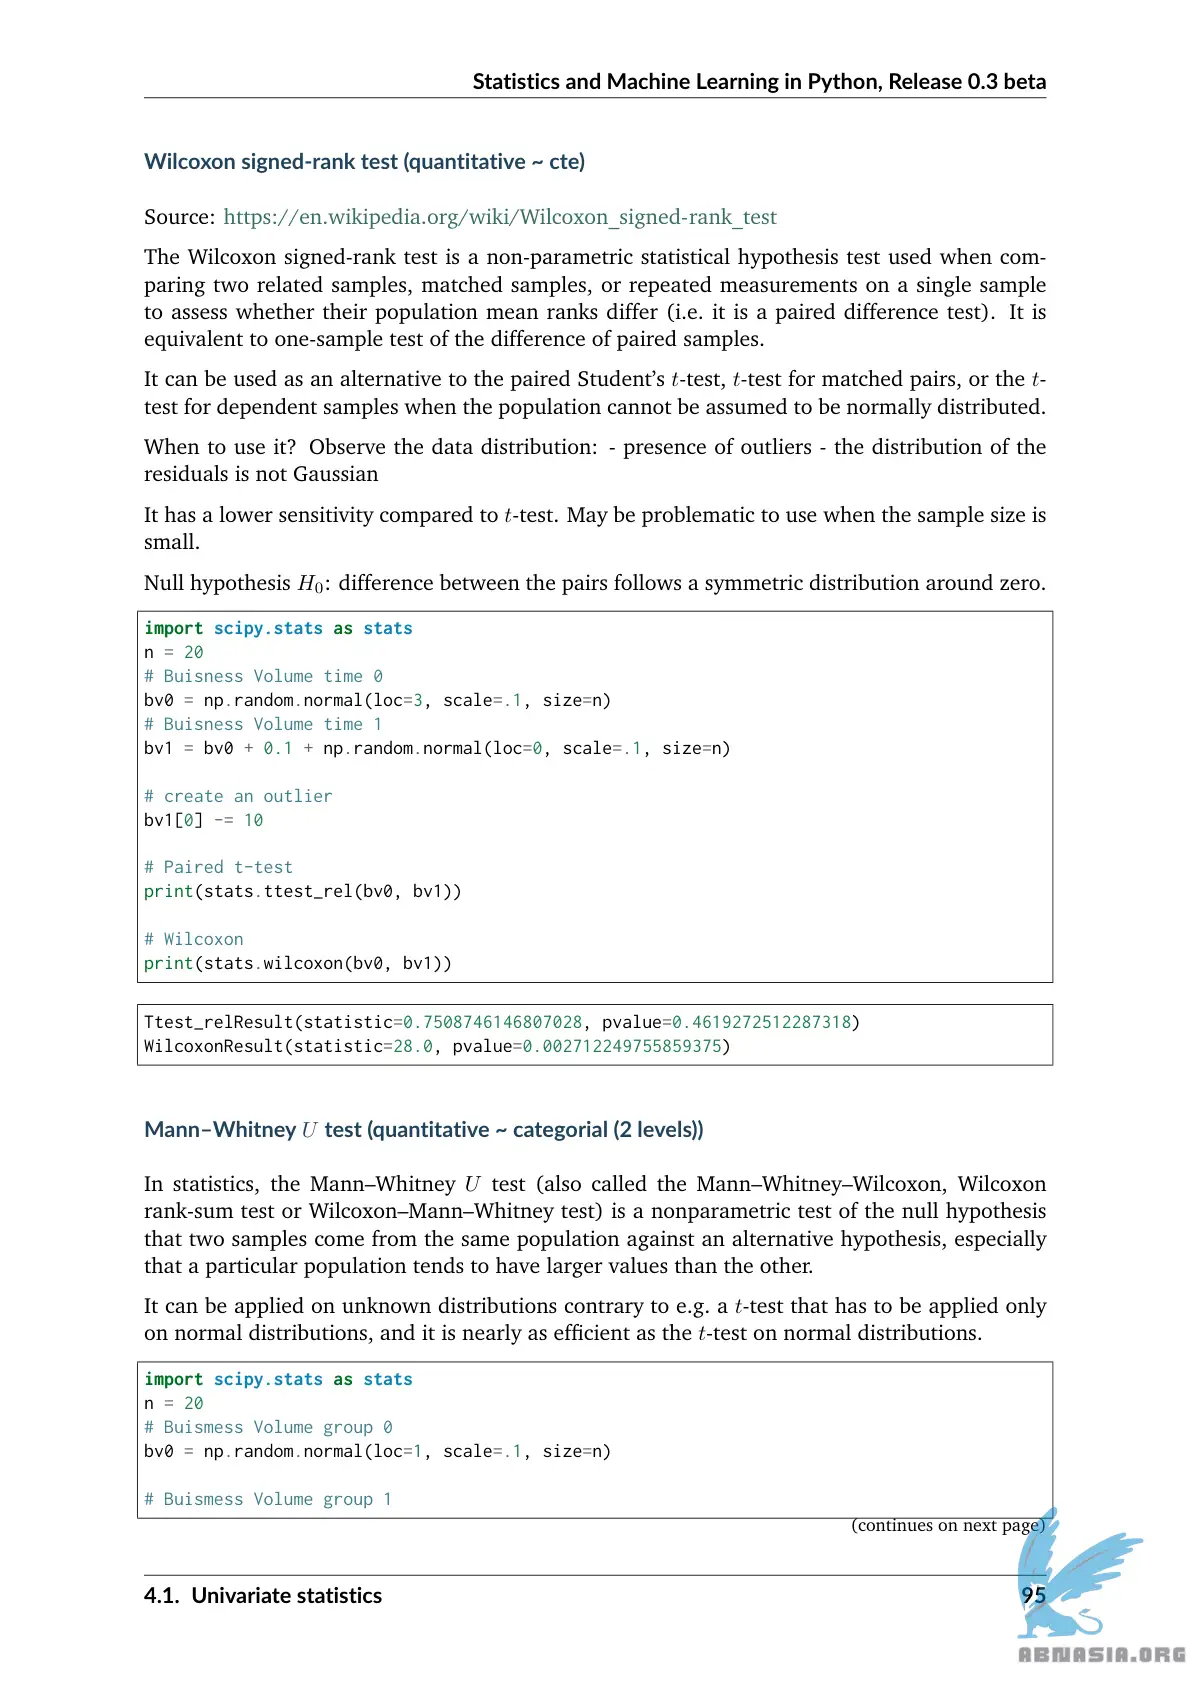 Statistics and Machine Learning in Python, Release 0.3 beta
Wilcoxon signed-rank test (quantitative ~ cte)
Source: https://en.wikipedia.org/wiki/Wilcoxon_signed-rank_test
The Wilcoxon signed-rank test is a non-parametric statistical hypothesis test used when com-
paring two related samples, matched samples, or repeated measurements on a single sample
to assess whether their population mean ranks differ (i.e. it is a paired difference test). It is
equivalent to one-sample test of the difference of paired samples.
It can be used as an alternative to the paired Student’s t-test, t-test for matched pairs, or the t-
test for dependent samples when the population cannot be assumed to be normally distributed.
When to use it? Observe the data distribution: - presence of outliers - the distribution of the
residuals is not Gaussian
It has a lower sensitivity compared to t-test. May be problematic to use when the sample size is
small.
Null hypothesis H₀: difference between the pairs follows a symmetric distribution around zero.
import scipy.stats as stats
n = 20
# Buisness Volume time 0
bv0 = np.random.normal(loc=3, scale=.1, size=n)
# Buisness Volume time 1
bv1 = bv0 + 0.1 + np.random.normal(loc=0, scale=.1, size=n)
# create an outlier
bv1[0] -= 10
# Paired t-test
print(stats.ttest_rel(bv0, bv1))
# Wilcoxon
print(stats.wilcoxon(bv0, bv1))
Ttest_relResult(statistic=0.7508746146807028, pvalue=0.4619272512287318)
WilcoxonResult(statistic=28.0, pvalue=0.002712249755859375)
Mann–Whitney U test (quantitative ~ categorial (2 levels))
In statistics, the Mann–Whitney U test (also called the Mann–Whitney–Wilcoxon, Wilcoxon
rank-sum test or Wilcoxon–Mann–Whitney test) is a nonparametric test of the null hypothesis
that two samples come from the same population against an alternative hypothesis, especially
that a particular population tends to have larger values than the other.
It can be applied on unknown distributions contrary to e.g. a t-test that has to be applied only
on normal distributions, and it is nearly as efficient as the t-test on normal distributions.
import scipy.stats as stats
n = 20
# Buismess Volume group 0
bv0 = np.random.normal(loc=1, scale=.1, size=n)
# Buismess Volume group 1
(continues on next page)
4.1. Univariate statistics 95
ABNASIA.ORG